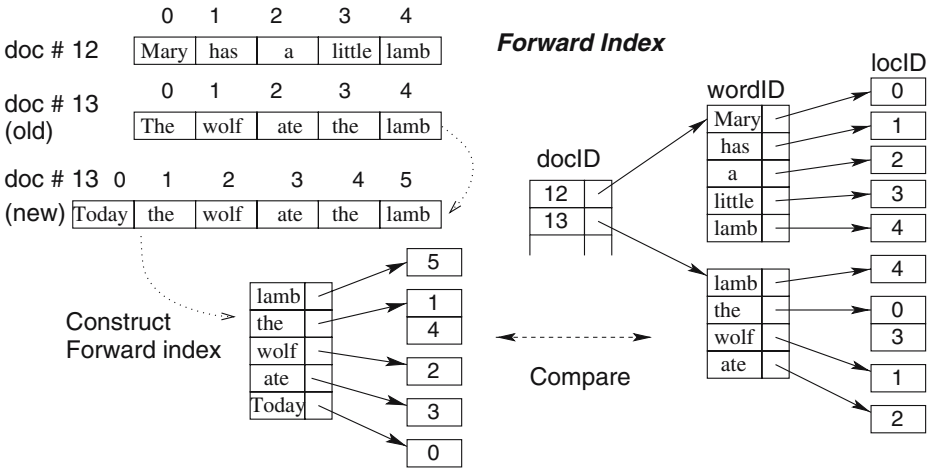 0 1 2 3 4
doc # 12 Mary has a little lamb
0 1 2 3 4
doc # 13
(old) The wolf ate the lamb
doc # 13 0 1 2 3 4 5
(new) Today the wolf ate the lamb
Construct
Forward index
lamb 5
the 1
4
wolf 2
ate 3
Today 0
Compare
Forward Index
docID wordID locID
12
Mary 0
has 1
a 2
little 3
lamb 4
13
lamb 4
the 0
3
wolf 1
ate 2